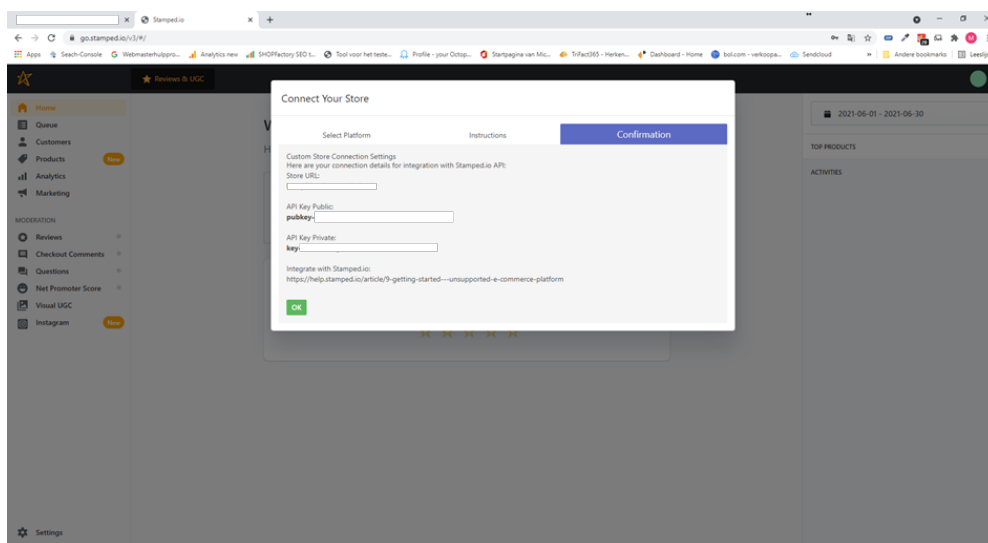 Stamped.io
go.stamped.io/v3/#/
Apps Seach-Console Webmasterhulppro... Analytics new SHOPFactory SEO t... Tool voor het teste... Profile - your Octop... Startpagina van Mic... TriFact365 - Herken... Dashboard - Home bol.com - verkoopa... Sendcloud » Andere bookmarks Leeslij
Reviews & UGC
Home
Queue
Customers
Products New
Analytics
Marketing
MODERATION
Reviews
Checkout Comments
Questions
Net Promoter Score
Visual UGC
Instagram New
Settings
Connect Your Store
Select Platform Instructions Confirmation
Custom Store Connection Settings
Here are your connection details for integration with Stamped.io API:
Store URL:
API Key Public:
pubkey-
API Key Private:
key-
Integrate with Stamped.io:
https://help.stamped.io/article/9-getting-started---unsupported-e-commerce-platform
OK
2021-06-01 - 2021-06-30
TOP PRODUCTS
ACTIVITIES